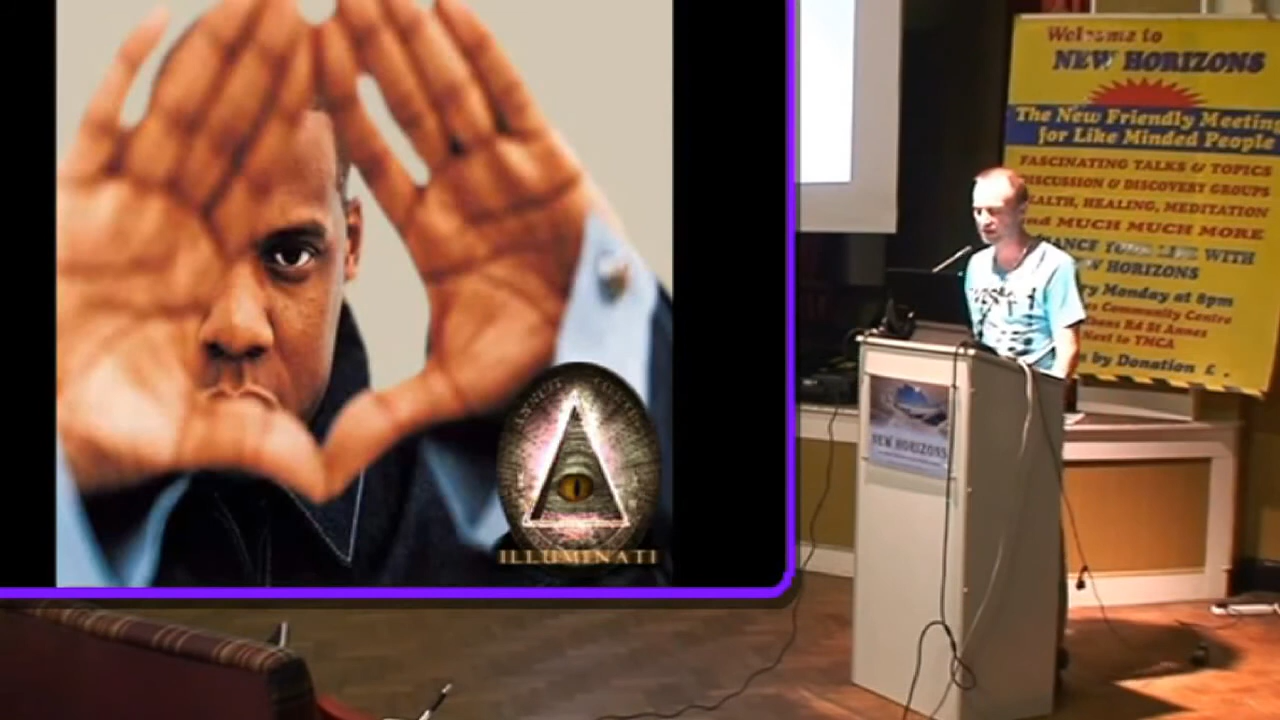 ILLUMINATI
Welcome to
NEW HORIZONS
The New Friendly Meeting
for Like Minded People
FASCINATING TALKS & TOPICS
DISCUSSION & DISCOVERY GROUPS
HEALTH, HEALING, MEDITATION
and MUCH MUCH MORE
WITH
HORIZONS
Monday at 8pm
Community Centre
Rd St Annes
Next to YMCA
by Donation £
NEW HORIZONS